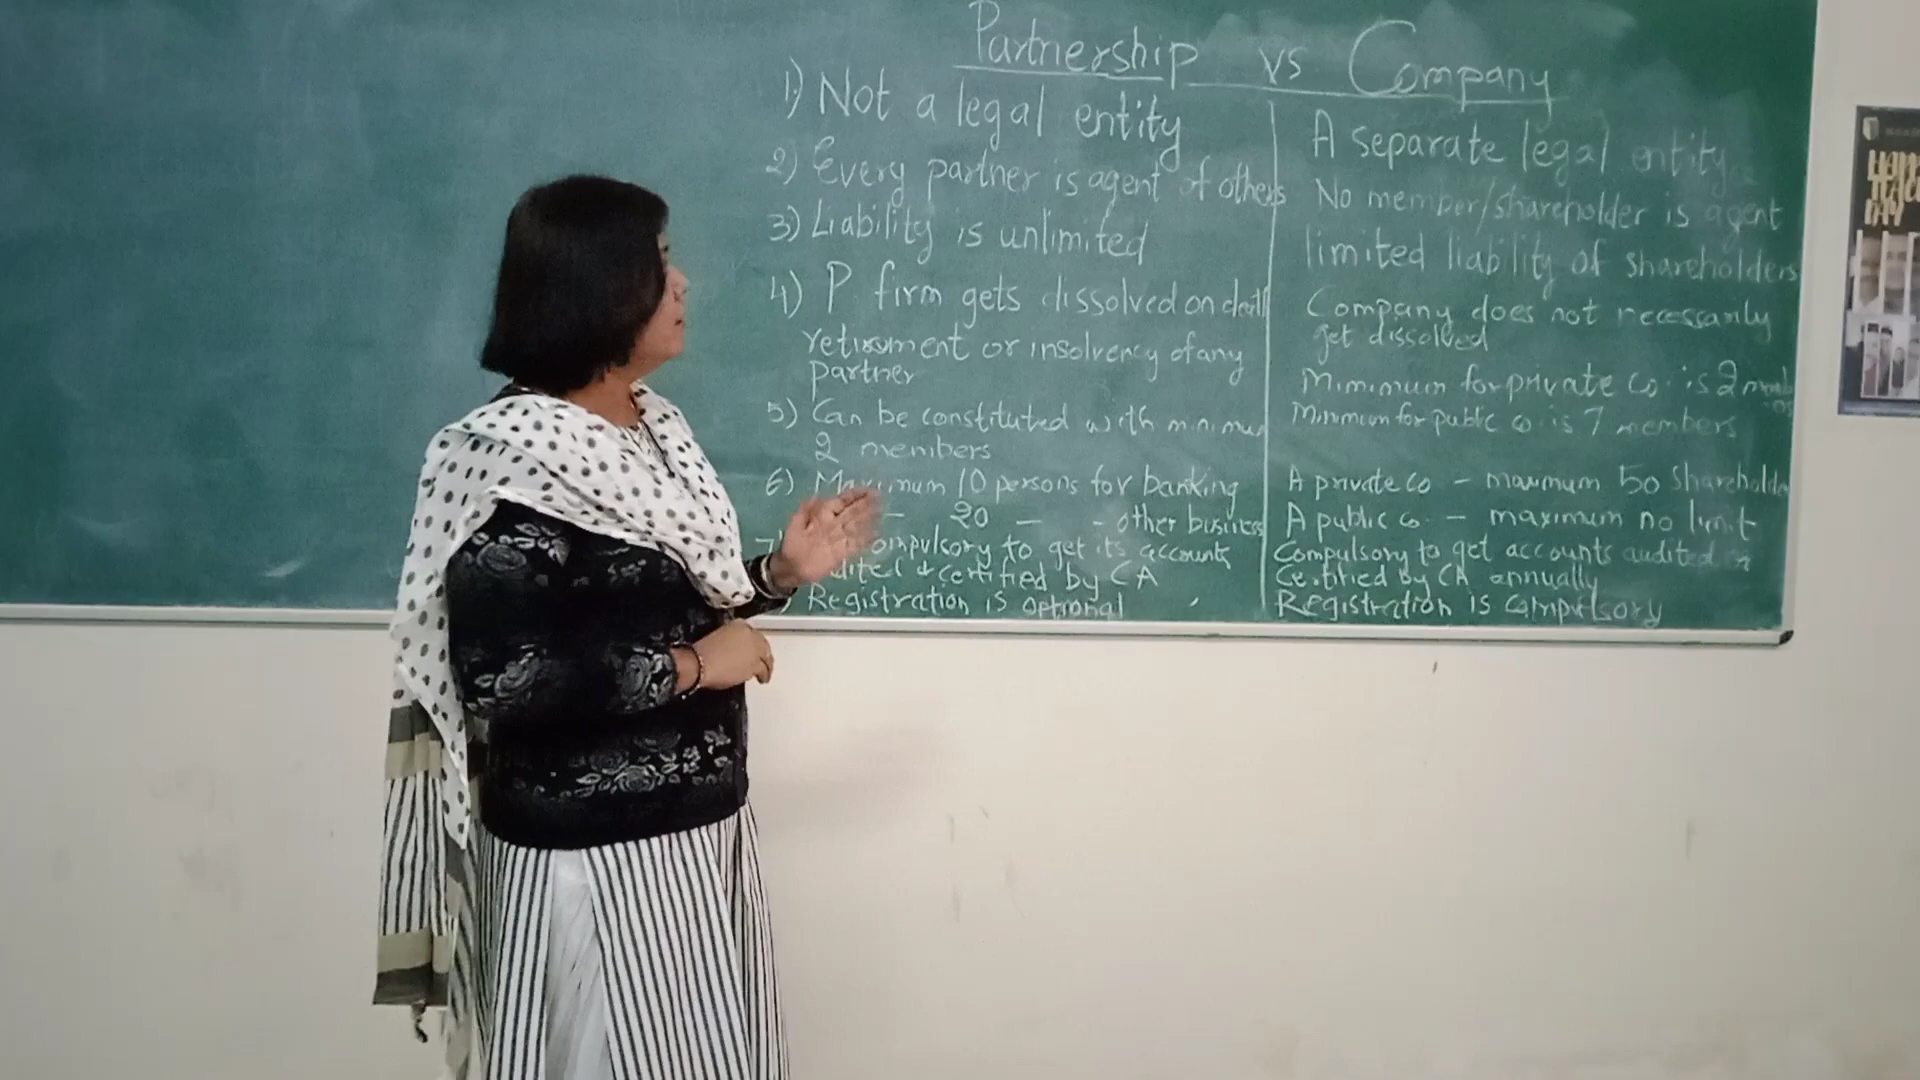 Partnership vs Company
1) Not a legal entity
2) Every partner is agent of others
3) Liability is unlimited
4) P firm gets dissolved on death
retirement or insolvency of any
partner
5) Can be constituted with minimum
2 members
6) Maximum 10 persons for banking
— 20 — - other business
7) compulsory to get its accounts
& certified by CA
) Registration is optional
A separate legal entity
No member/shareholder is agent
limited liability of shareholders
Company does not necessarily
get dissolved
Minimum for private co. is 2
Minimum for public co. is 7 members
A private co - maximum 50 Shareholde
A public co. - maximum no limit
Compulsory to get accounts audited &
Certified by CA annually
Registration is compulsory